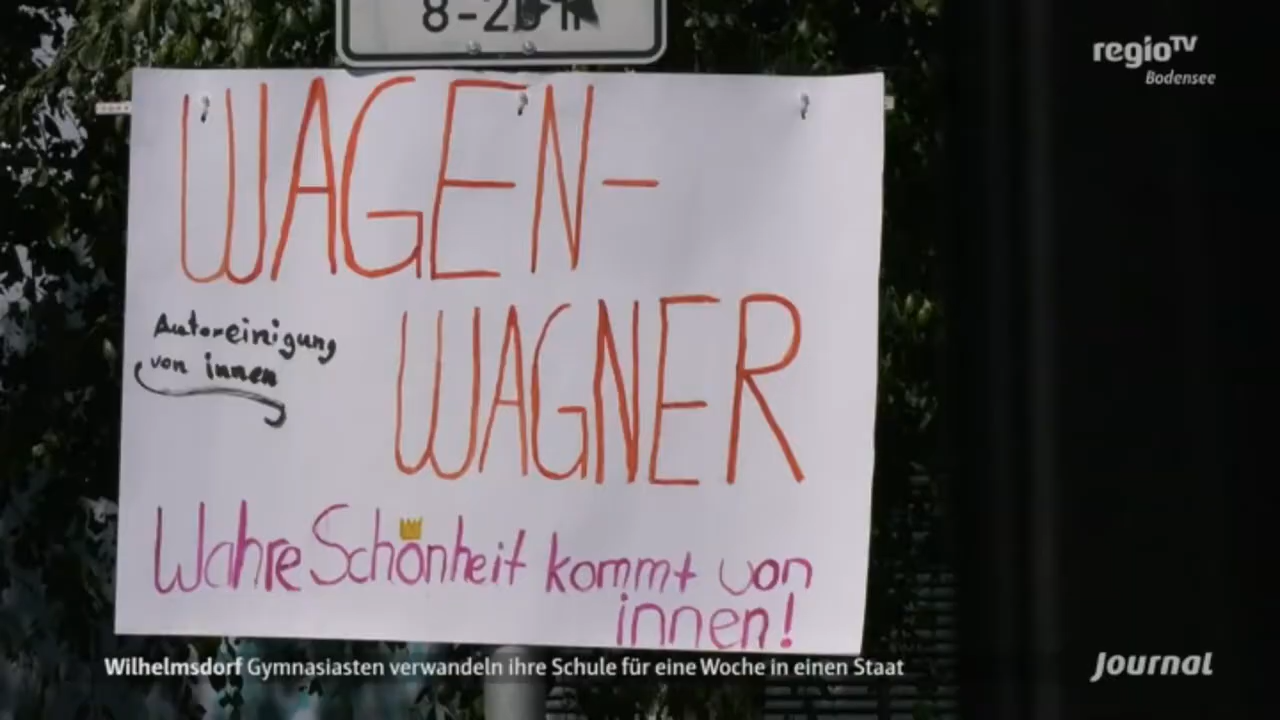 regioTV
Bodensee
WAGEN-
WAGNER
Autoreinigung
von innen
Wahre Schönheit kommt von
innen!
Wilhelmsdorf Gymnasiasten verwandeln ihre Schule für eine Woche in einen Staat
Journal